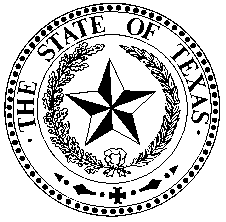 · THE STATE OF TEXAS ·